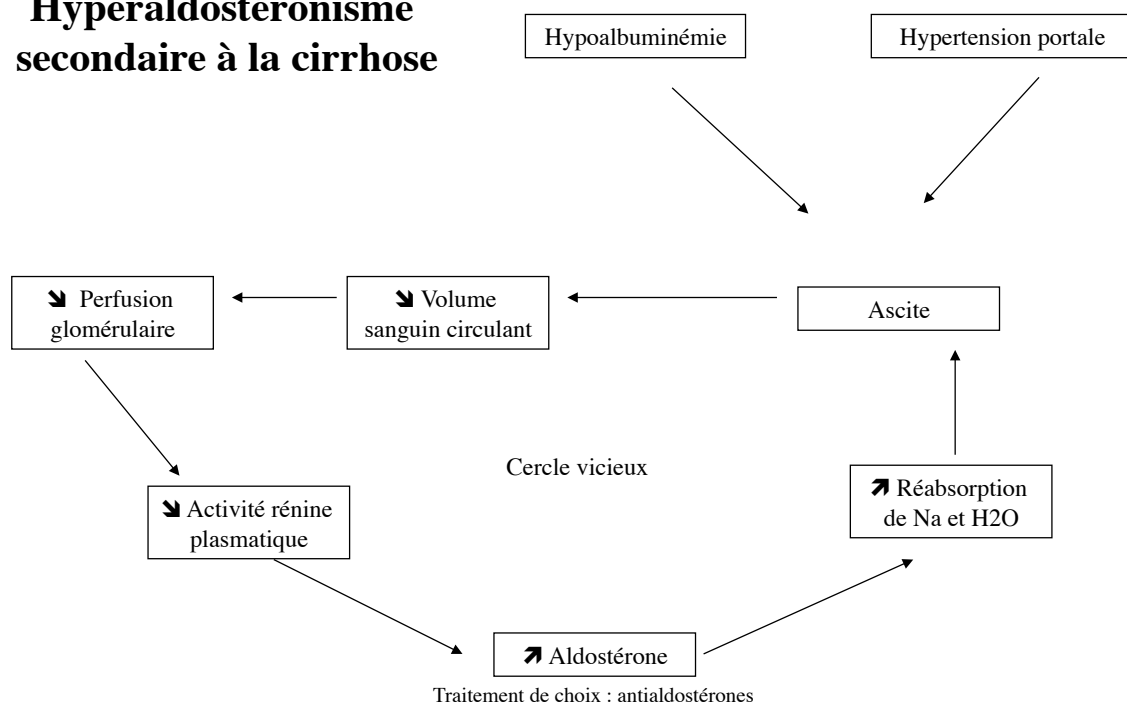 Hyperaldostéronisme
secondaire à la cirrhose
Hypoalbuminémie
Hypertension portale
↘ Perfusion
glomérulaire
↘ Volume
sanguin circulant
Ascite
Cercle vicieux
↗ Réabsorption
de Na et H2O
↘ Activité rénine
plasmatique
↗ Aldostérone
Traitement de choix : antialdostérones